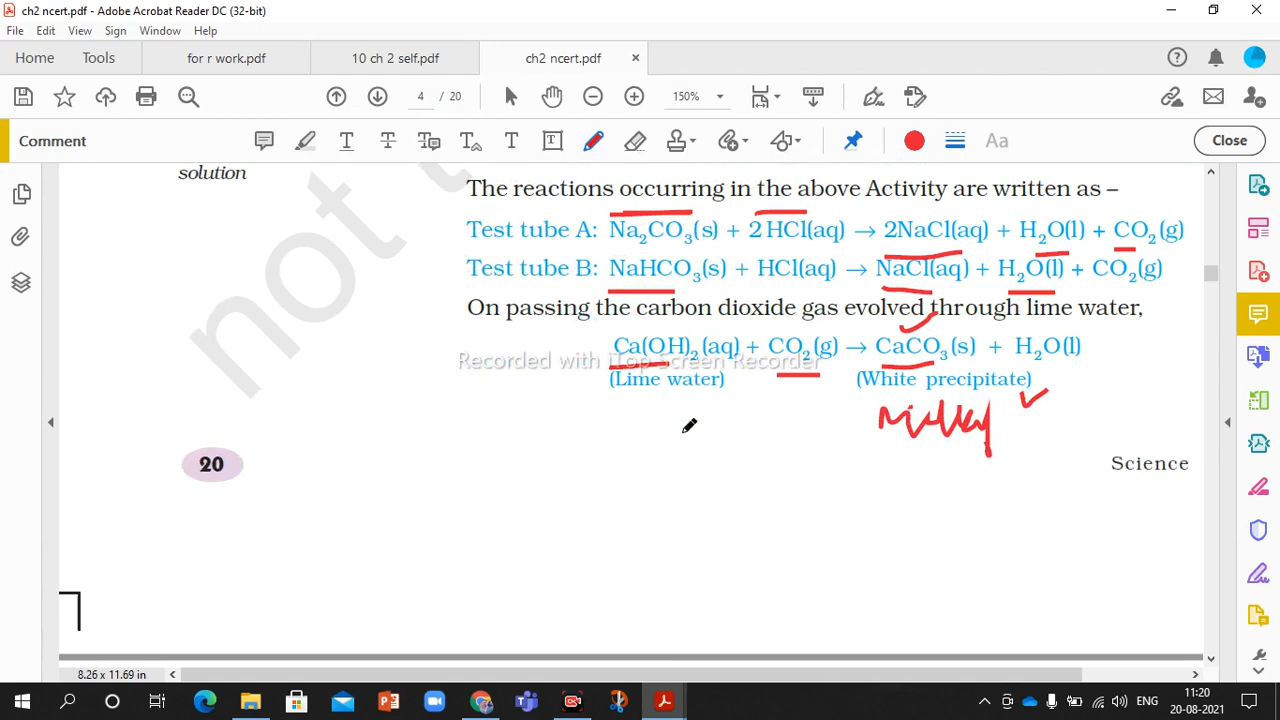 ch2 ncert.pdf - Adobe Acrobat Reader DC (32-bit)
File Edit View Sign Window Help
Home Tools for r work.pdf 10 ch 2 self.pdf ch2 ncert.pdf ×
4 / 20 150%
Comment Close
not
solution
The reactions occurring in the above Activity are written as –
Test tube A: Na₂CO₃(s) + 2 HCl(aq) → 2NaCl(aq) + H₂O(l) + CO₂(g)
Test tube B: NaHCO₃(s) + HCl(aq) → NaCl(aq) + H₂O(l) + CO₂(g)
On passing the carbon dioxide gas evolved through lime water,
Ca(OH)₂(aq) + CO₂(g) → CaCO₃(s) + H₂O(l)
Recorded with iTop Screen Recorder
(Lime water) (White precipitate)
Milky
20 Science
8.26 x 11.69 in
ENG 11:20
20-08-2021